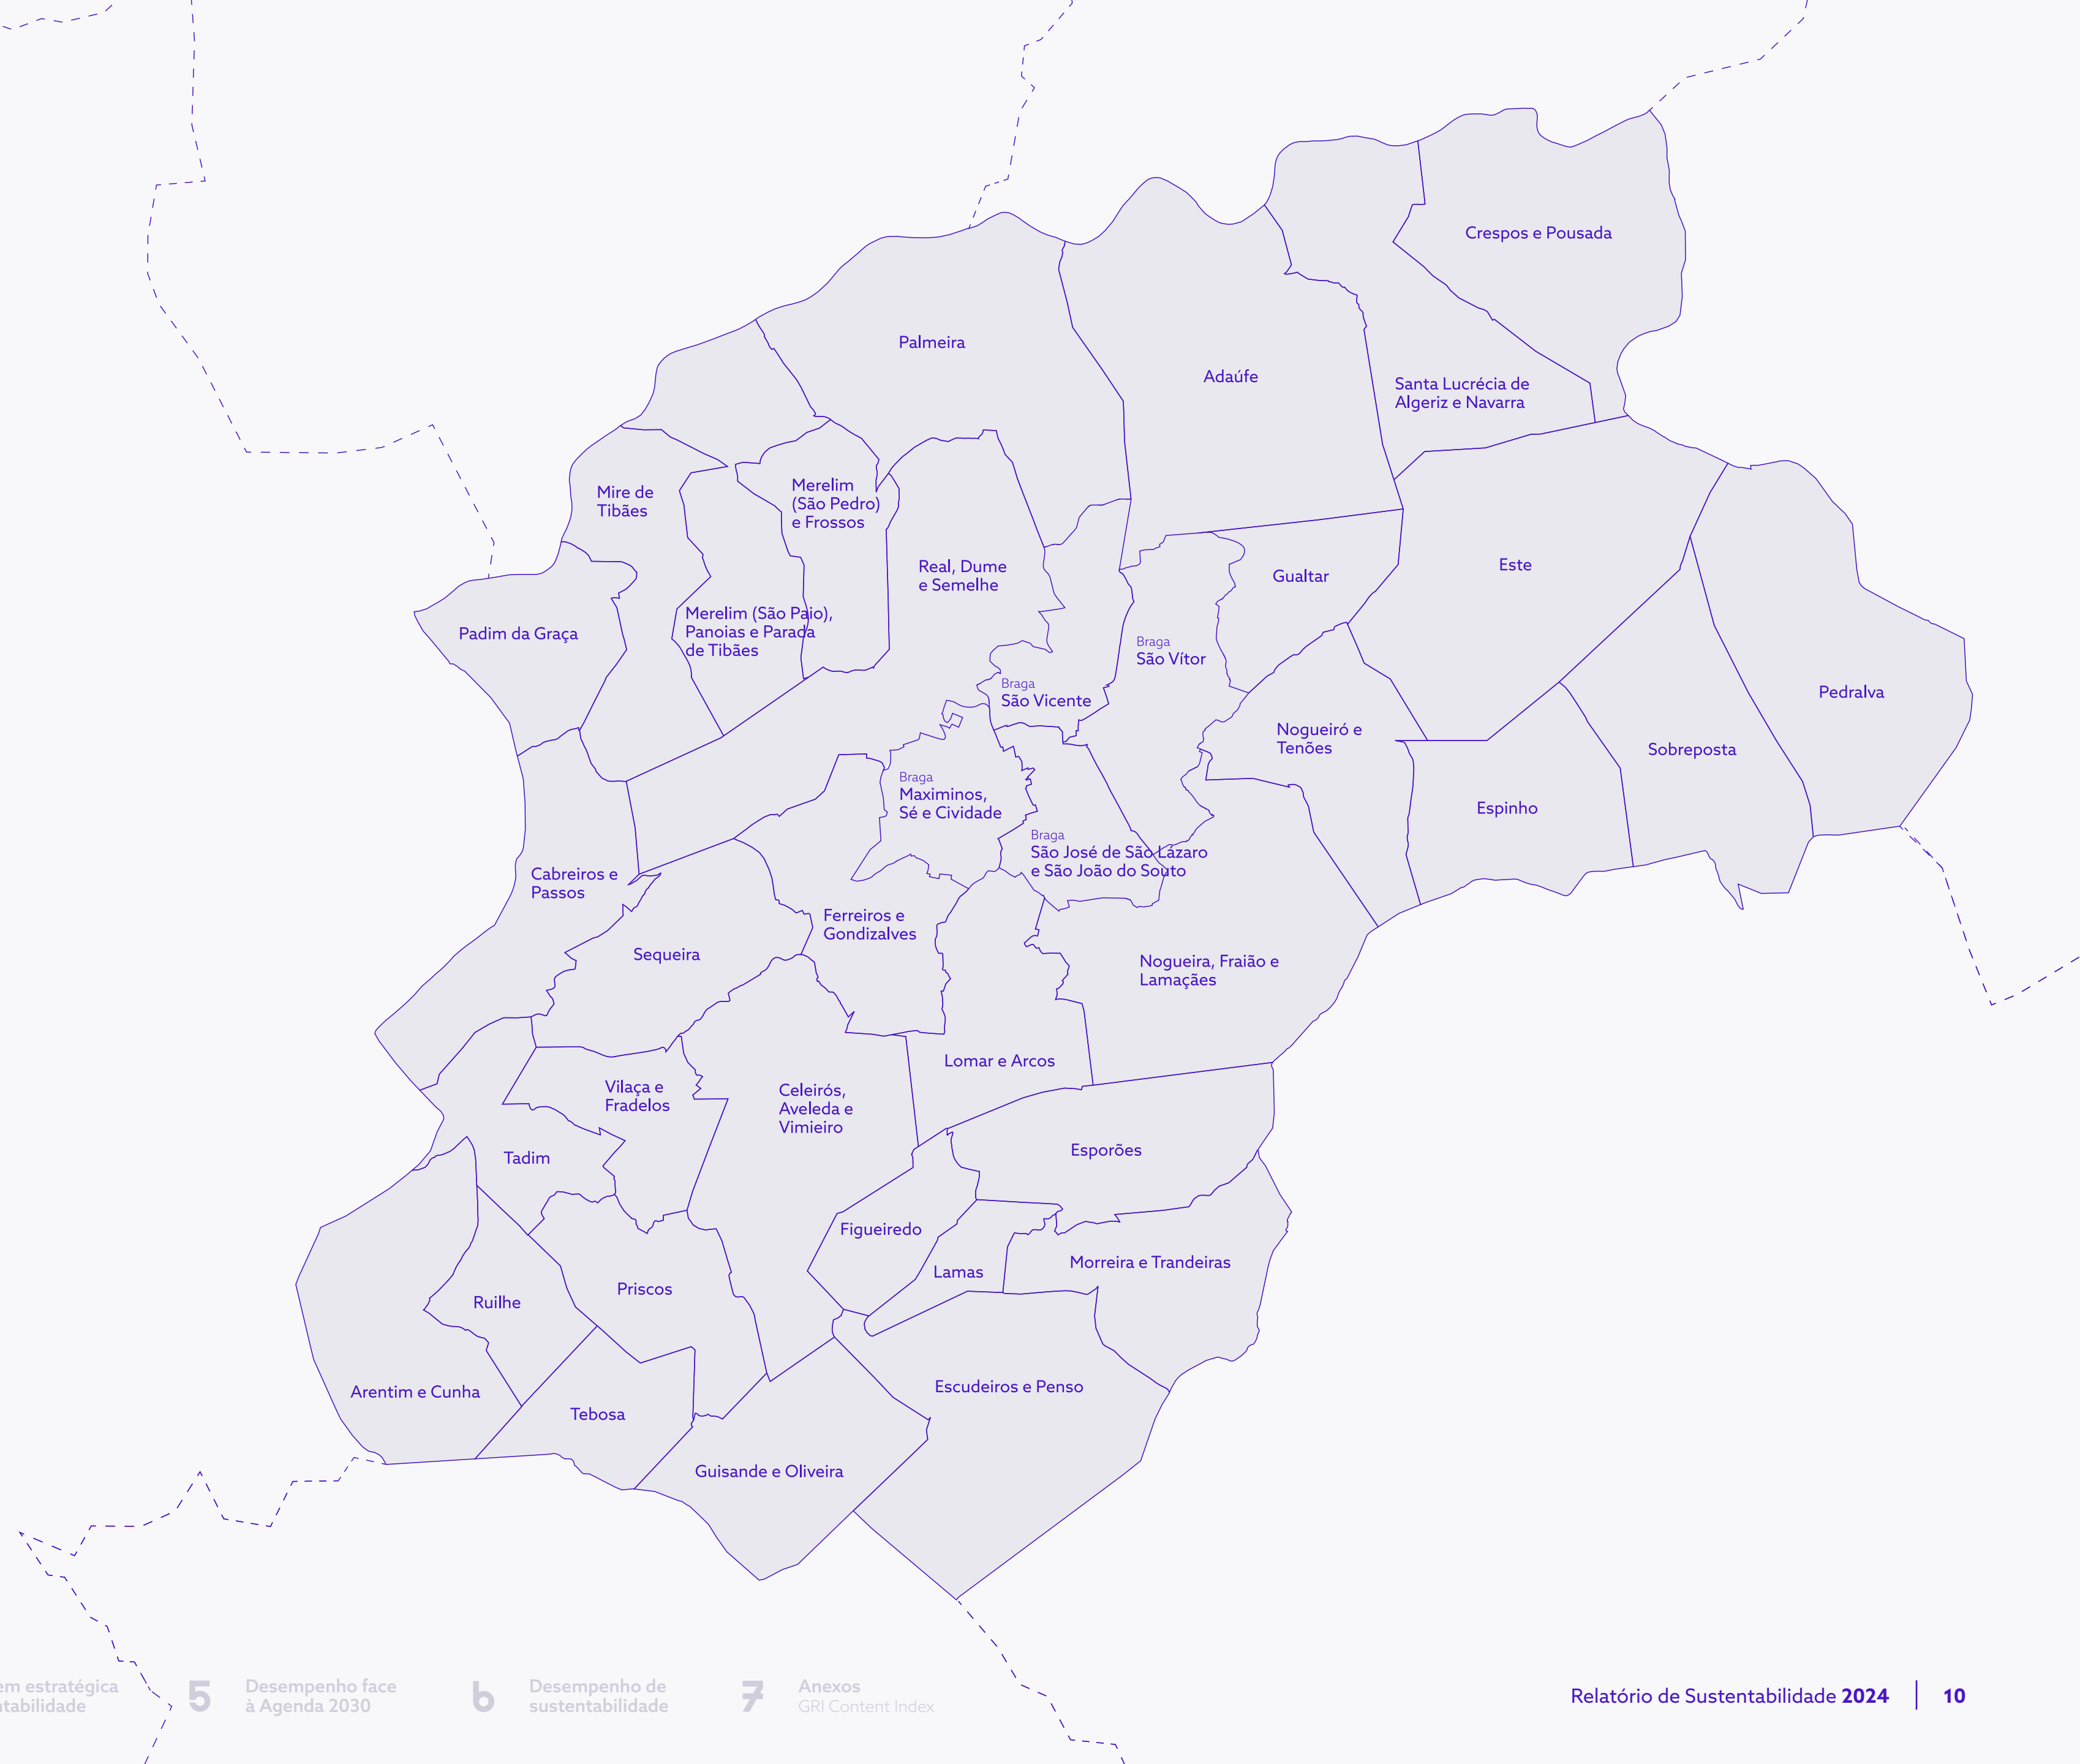 Crespos e Pousada
Palmeira
Adaúfe
Santa Lucrécia de
Algeriz e Navarra
Mire de
Tibães
Merelim
(São Pedro)
e Frossos
Real, Dume
e Semelhe
Este
Gualtar
Merelim (São Paio),
Panoias e Parada
de Tibães
Padim da Graça
Braga
São Vítor
Braga
São Vicente
Pedralva
Nogueiró e
Tenões
Sobreposta
Braga
Maximinos,
Sé e Cividade
Espinho
Braga
São José de São Lázaro
e São João do Souto
Cabreiros e
Passos
Ferreiros e
Gondizalves
Sequeira
Nogueira, Fraião e
Lamaçães
Lomar e Arcos
Vilaça e
Fradelos
Celeirós,
Aveleda e
Vimieiro
Esporões
Tadim
Figueiredo
Morreira e Trandeiras
Lamas
Priscos
Ruilhe
Escudeiros e Penso
Arentim e Cunha
Tebosa
Guisande e Oliveira
em estratégica
ntabilidade
5
Desempenho face
à Agenda 2030
6
Desempenho de
sustentabilidade
7
Anexos
GRI Content Index
Relatório de Sustentabilidade 2024
10